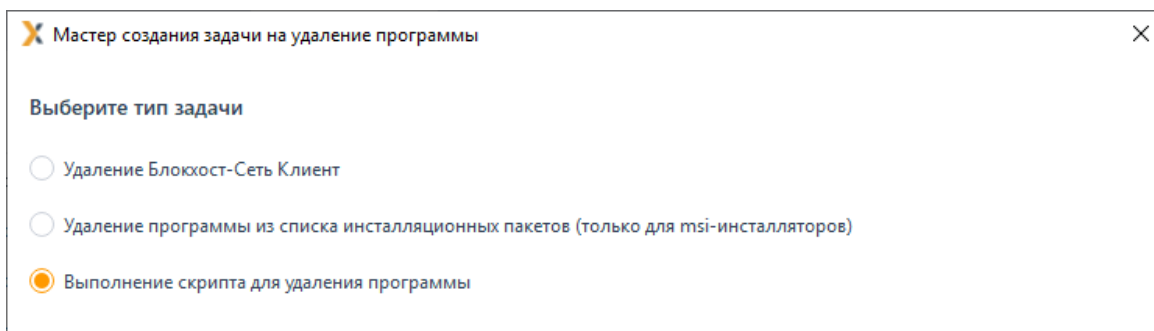 Мастер создания задачи на удаление программы
Выберите тип задачи
Удаление Блокхост-Сеть Клиент
Удаление программы из списка инсталляционных пакетов (только для msi-инсталляторов)
Выполнение скрипта для удаления программы